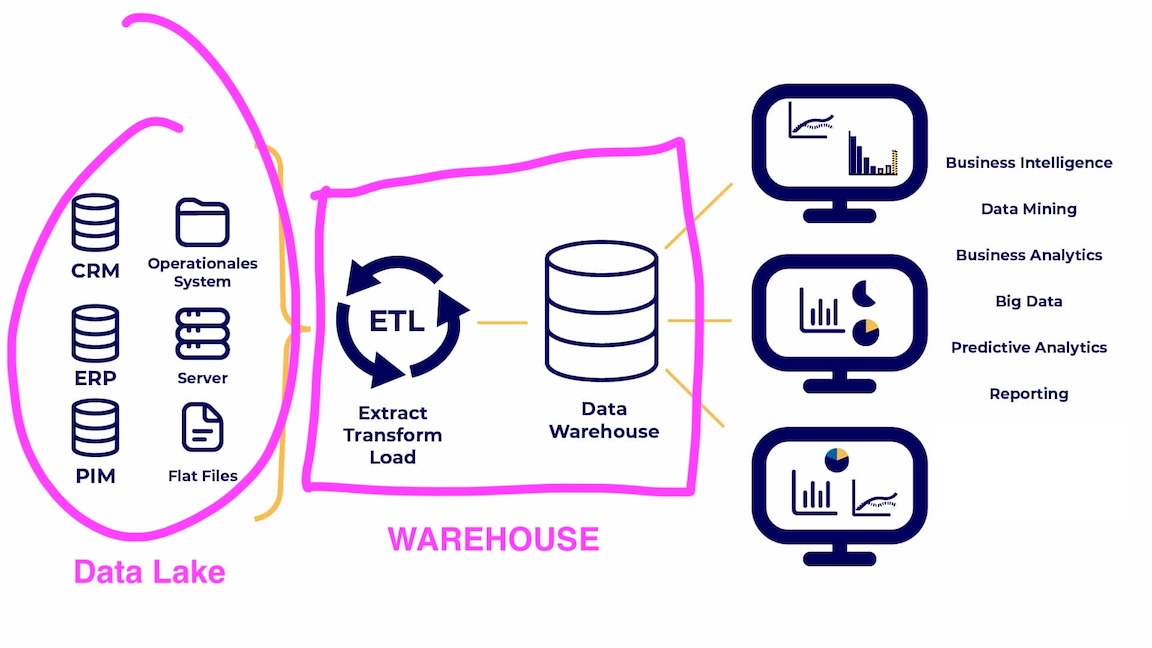 CRM
Operationales
System
ERP
Server
PIM
Flat Files
Data Lake
ETL
Extract
Transform
Load
Data
Warehouse
WAREHOUSE
Business Intelligence
Data Mining
Business Analytics
Big Data
Predictive Analytics
Reporting